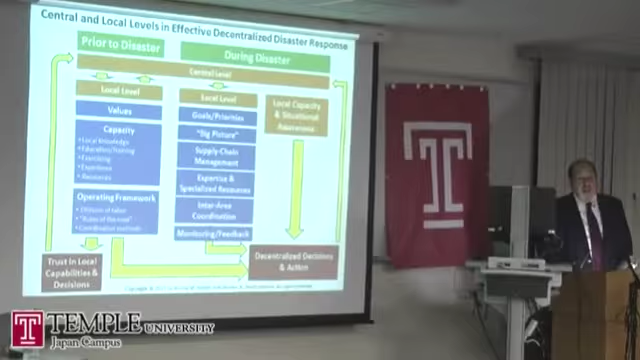 Central and Local Levels in Effective Decentralized Disaster Response
Prior to Disaster
During Disaster
Central Level
Local Level
Values
Capacity
• Local Knowledge
• Education/Training
• Exercising
• Experience
• Resources
Operating Framework
• Division of labor
• "Rules of the road"
• Coordination methods
Trust in Local
Capabilities &
Decisions
Local Level
Goals/Priorities
"Big Picture"
Supply-Chain
Management
Expertise &
Specialized Resources
Inter-Area
Coordination
Monitoring/Feedback
Local Capacity
& Situational
Awareness
Decentralized Decisions
& Action
T
T
TEMPLE UNIVERSITY
Japan Campus